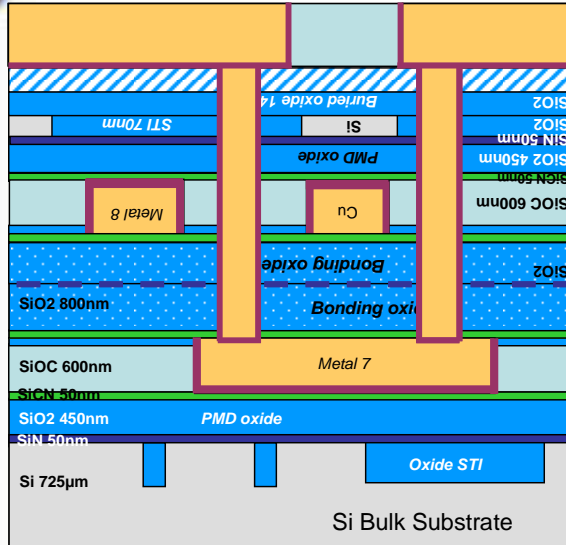 Buried oxide 14
SiO2
STI 70nm
Si
SiO2
SiN 50nm
PMD oxide
SiO2 450nm
SiCN 50nm
Metal 8
Cu
SiOC 600nm
Bonding oxide
SiO2
SiO2 800nm
Bonding oxi
Metal 7
SiOC 600nm
SiCN 50nm
SiO2 450nm
PMD oxide
SiN 50nm
Oxide STI
Si 725µm
Si Bulk Substrate